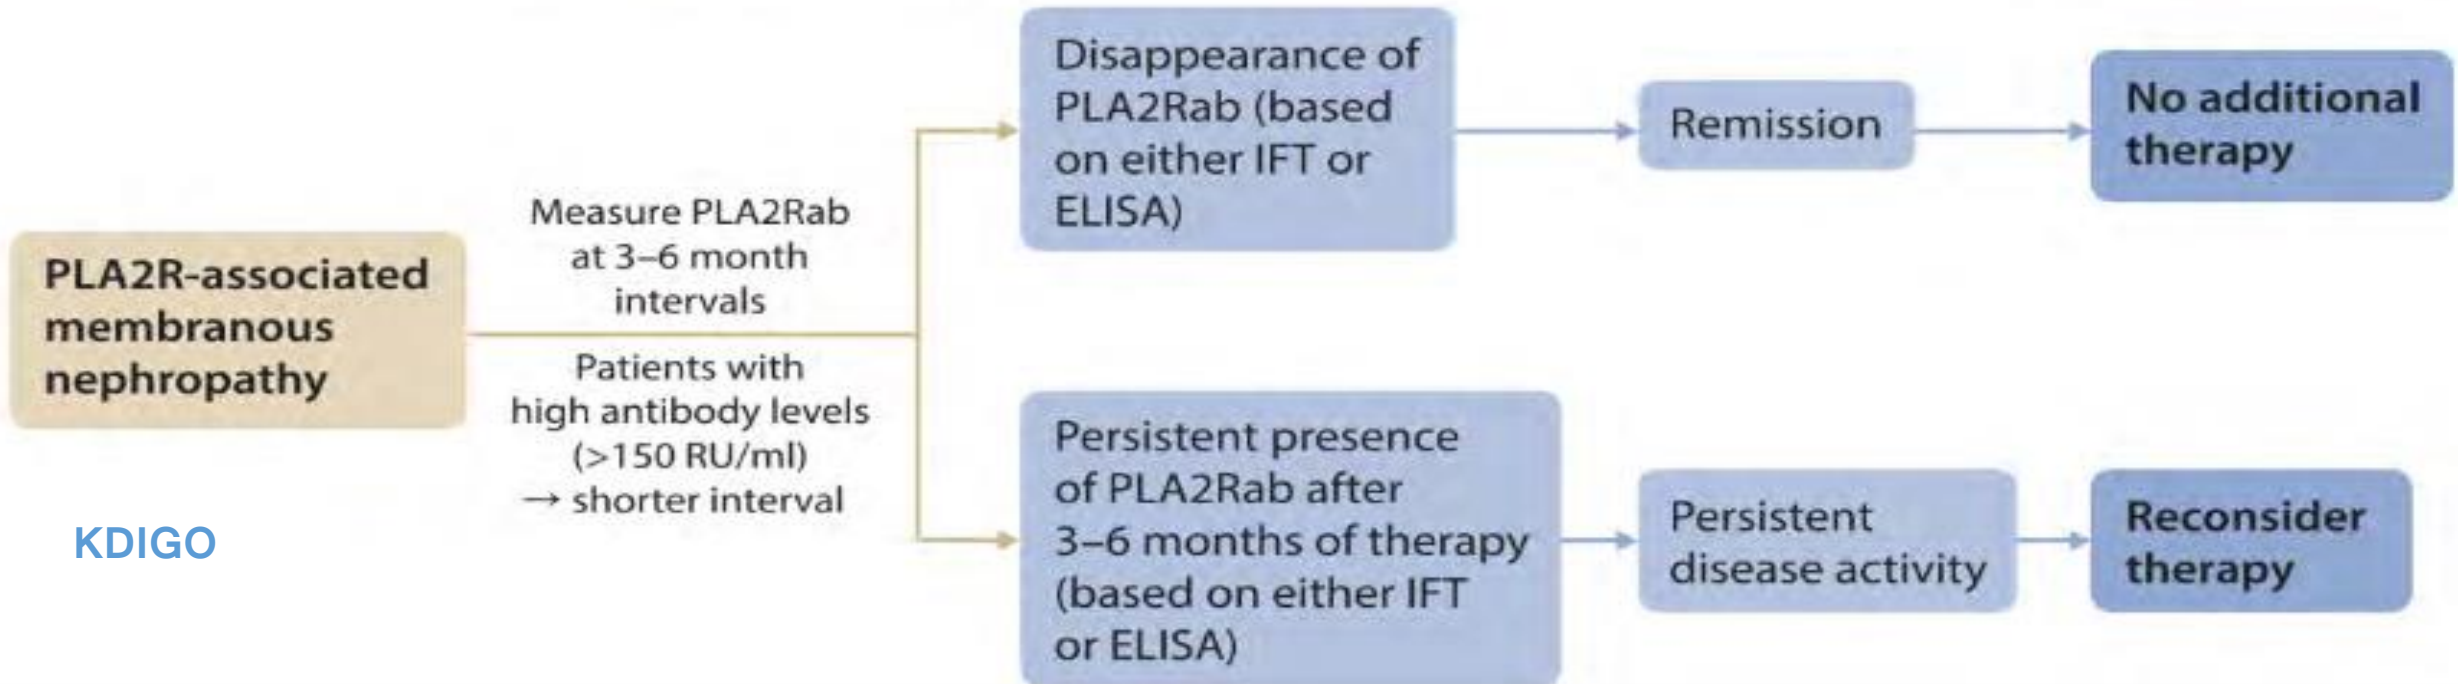 PLA2R-associated
membranous
nephropathy
Measure PLA2Rab
at 3–6 month
intervals
Patients with
high antibody levels
(>150 RU/ml)
→ shorter interval
Disappearance of
PLA2Rab (based
on either IFT or
ELISA)
Remission
No additional
therapy
Persistent presence
of PLA2Rab after
3–6 months of therapy
(based on either IFT
or ELISA)
Persistent
disease activity
Reconsider
therapy
KDIGO